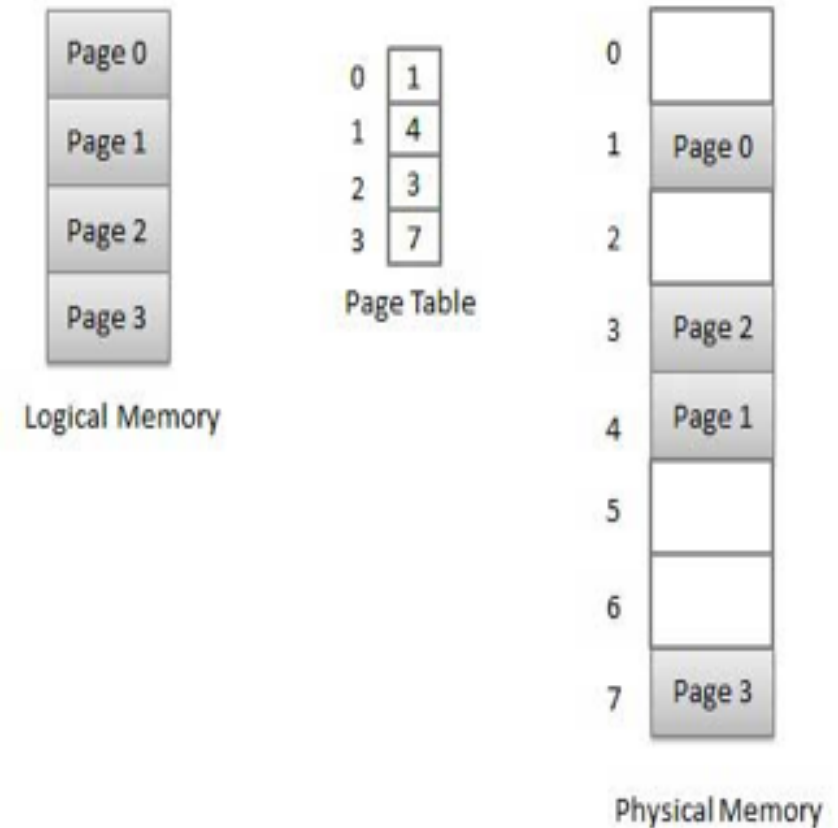 Page 0
Page 1
Page 2
Page 3
Logical Memory
0 1
1 4
2 3
3 7
Page Table
0
1 Page 0
2
3 Page 2
4 Page 1
5
6
7 Page 3
Physical Memory